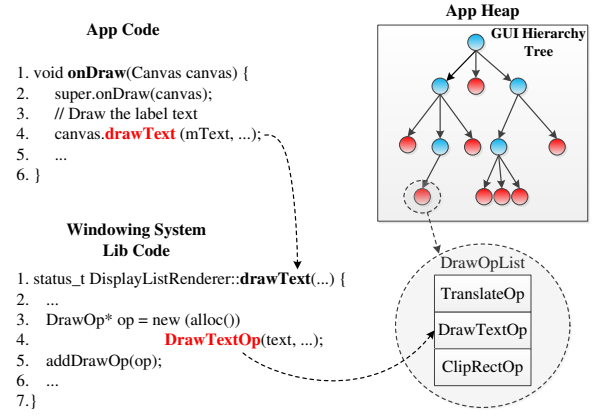 App Code
1. void onDraw(Canvas canvas) {
2. super.onDraw(canvas);
3. // Draw the label text
4. canvas.drawText (mText, ...);
5. ...
6. }
Windowing System
Lib Code
1. status_t DisplayListRenderer::drawText(...) {
2. ...
3. DrawOp* op = new (alloc())
4. DrawTextOp(text, ...);
5. addDrawOp(op);
6. ...
7.}
App Heap
GUI Hierarchy
Tree
DrawOpList
TranslateOp
DrawTextOp
ClipRectOp